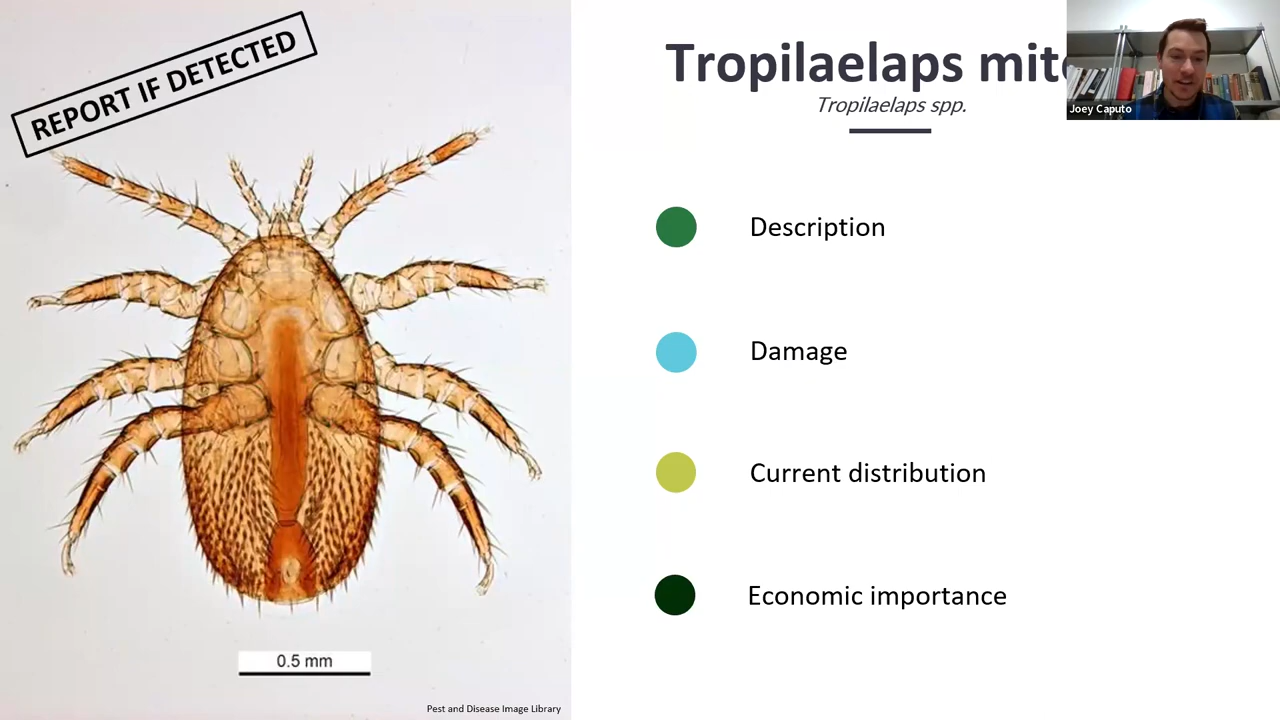 REPORT IF DETECTED
Tropilaelaps mit
Tropilaelaps spp.
Joey Caputo
Description
Damage
Current distribution
Economic importance
0.5 mm
Pest and Disease Image Library